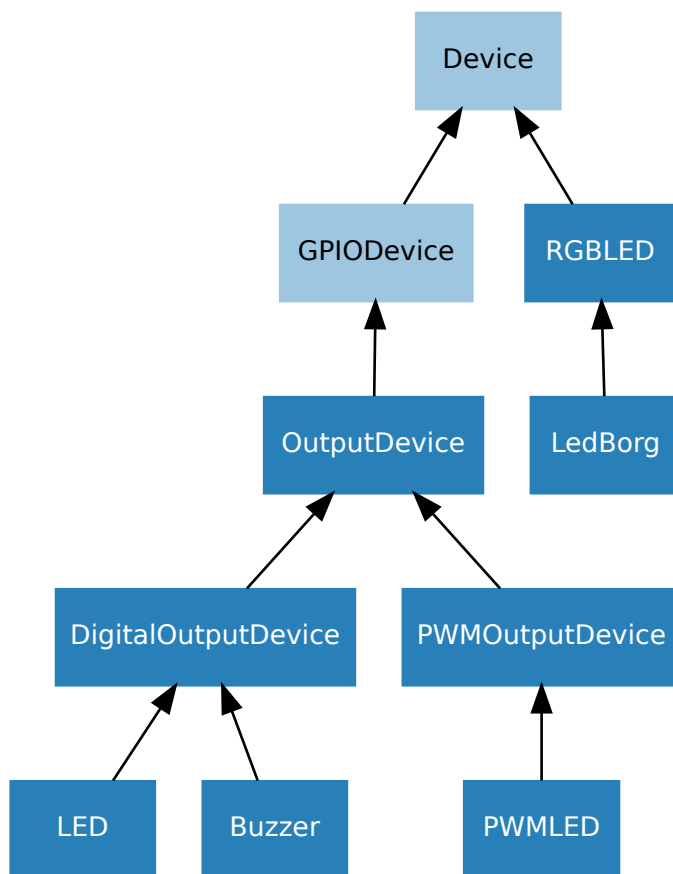 Device
GPIODevice
RGBLED
OutputDevice
LedBorg
DigitalOutputDevice
PWMOutputDevice
LED
Buzzer
PWMLED